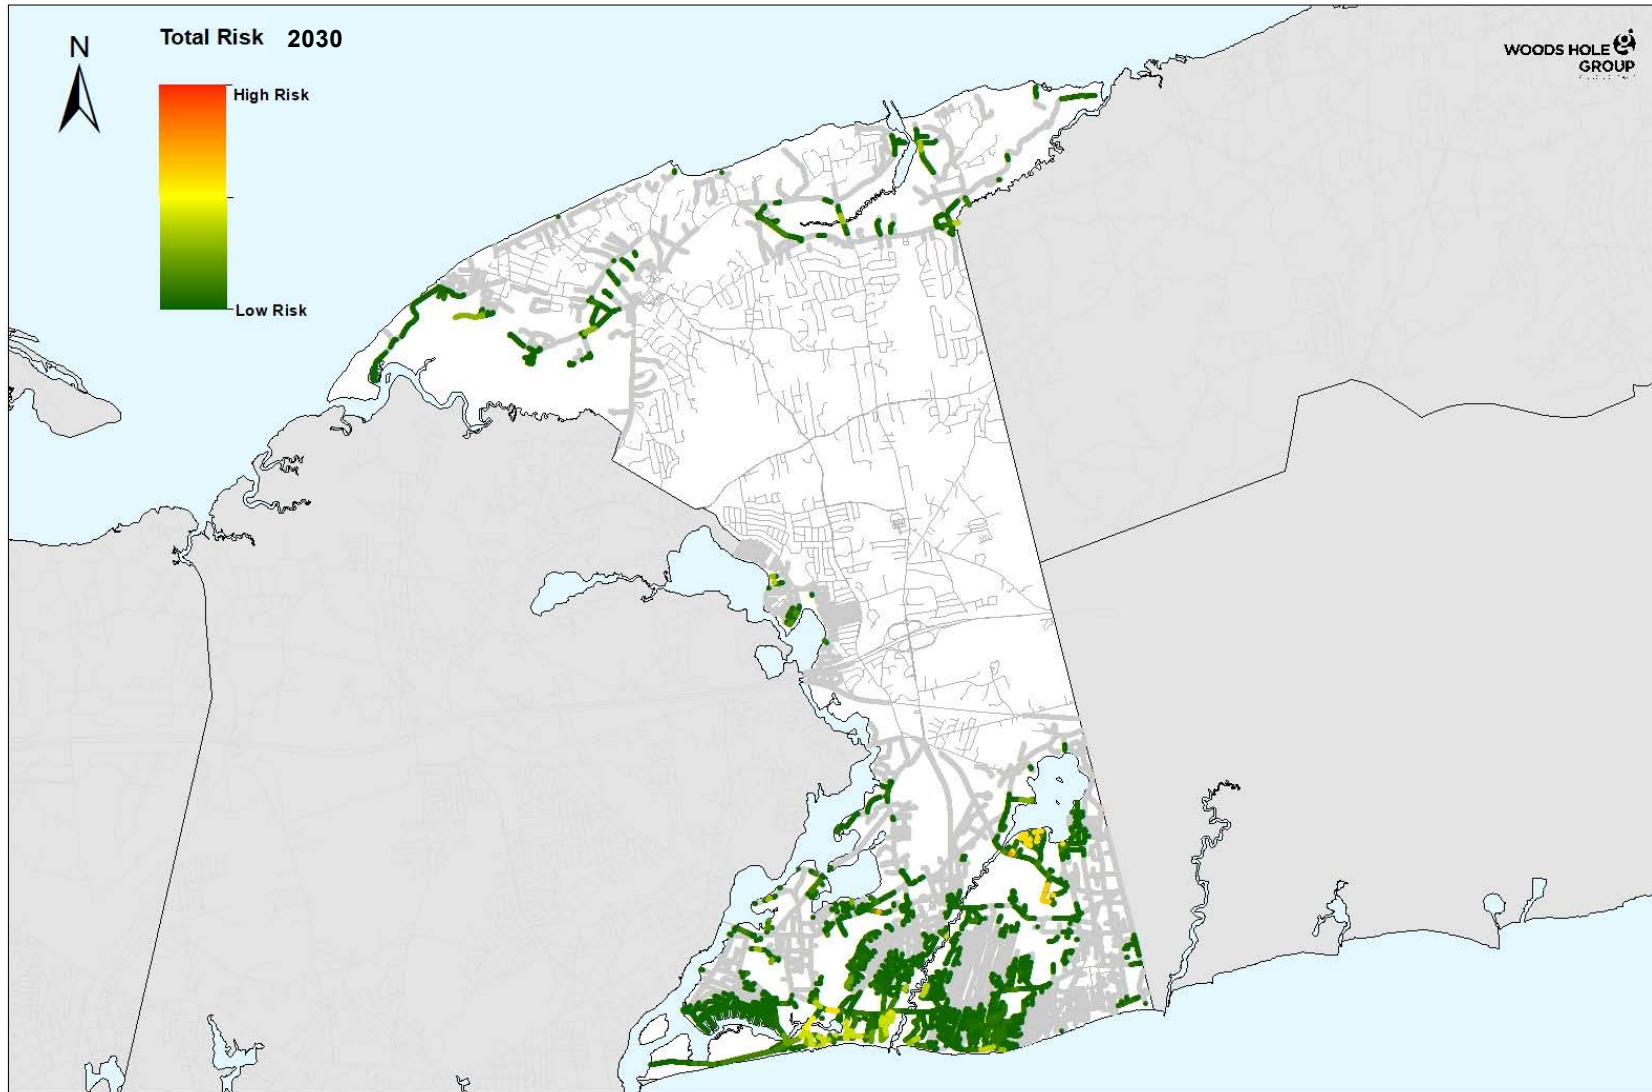 N
Total Risk 2030
High Risk
Low Risk
WOODS HOLE
GROUP